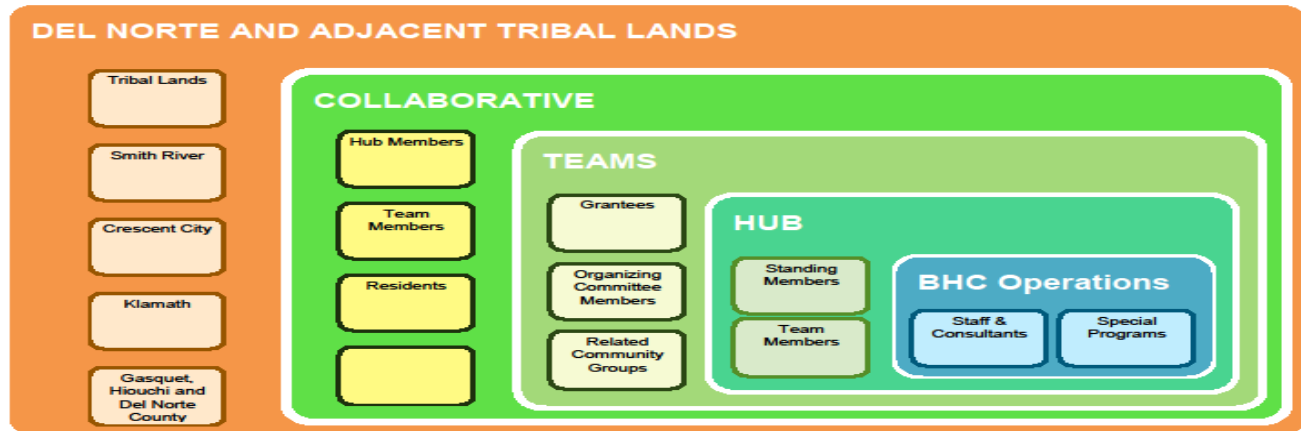 DEL NORTE AND ADJACENT TRIBAL LANDS
Tribal Lands
Smith River
Crescent City
Klamath
Gasquet,
Hiouchi and
Del Norte
County
COLLABORATIVE
Hub Members
Team
Members
Residents
TEAMS
Grantees
Organizing
Committee
Members
Related
Community
Groups
HUB
Standing
Members
Team
Members
BHC Operations
Staff &
Consultants
Special
Programs